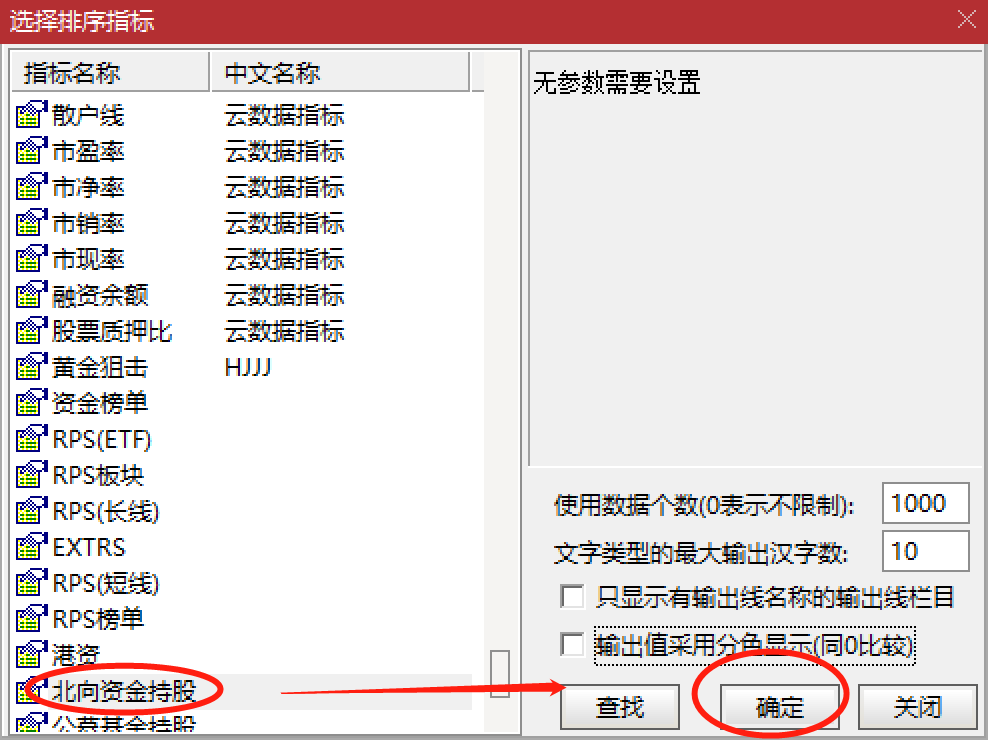 选择排序指标
指标名称 中文名称
散户线 云数据指标
市盈率 云数据指标
市净率 云数据指标
市销率 云数据指标
市现率 云数据指标
融资余额 云数据指标
股票质押比 云数据指标
黄金狙击 HJJJ
资金榜单
RPS(ETF)
RPS板块
RPS(长线)
EXTRS
RPS(短线)
RPS榜单
港资
北向资金持股
公募基金持股
无参数需要设置
使用数据个数(0表示不限制): 1000
文字类型的最大输出汉字数: 10
只显示有输出线名称的输出线栏目
输出值采用分色显示(同0比较)
查找 确定 关闭